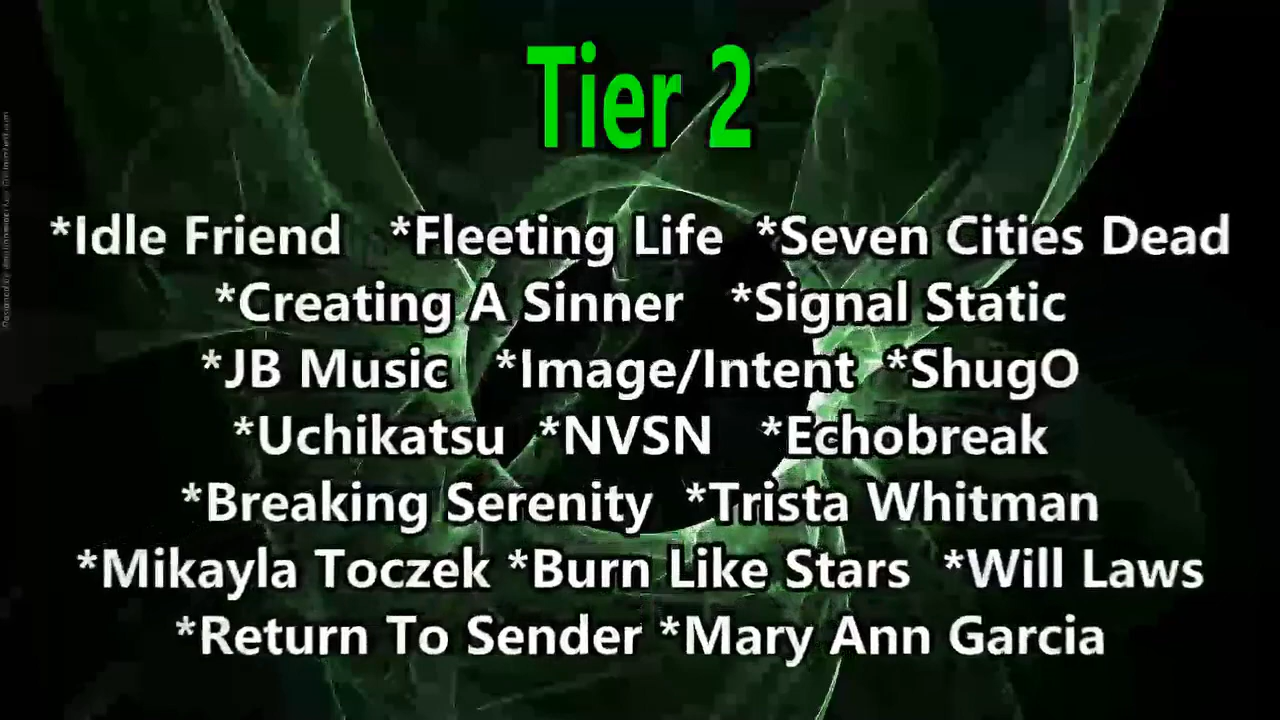 Tier 2
*Idle Friend *Fleeting Life *Seven Cities Dead
*Creating A Sinner *Signal Static
*JB Music *Image/Intent *ShugO
*Uchikatsu *NVSN *Echobreak
*Breaking Serenity *Trista Whitman
*Mikayla Toczek *Burn Like Stars *Will Laws
*Return To Sender *Mary Ann Garcia